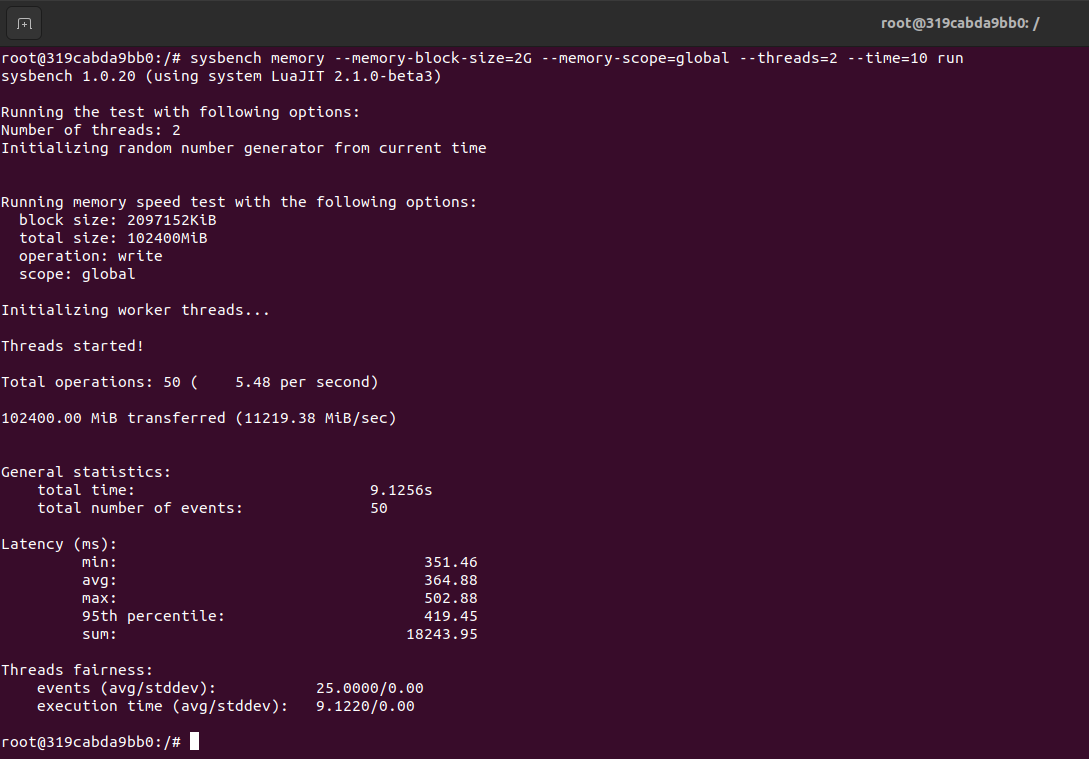 root@319cabda9bb0: /
root@319cabda9bb0:/# sysbench memory --memory-block-size=2G --memory-scope=global --threads=2 --time=10 run
sysbench 1.0.20 (using system LuaJIT 2.1.0-beta3)
Running the test with following options:
Number of threads: 2
Initializing random number generator from current time
Running memory speed test with the following options:
block size: 2097152KiB
total size: 102400MiB
operation: write
scope: global
Initializing worker threads...
Threads started!
Total operations: 50 (    5.48 per second)
102400.00 MiB transferred (11219.38 MiB/sec)
General statistics:
total time:                          9.1256s
total number of events:              50
Latency (ms):
min:                                  351.46
avg:                                  364.88
max:                                  502.88
95th percentile:                      419.45
sum:                                18243.95
Threads fairness:
events (avg/stddev):           25.0000/0.00
execution time (avg/stddev):   9.1220/0.00
root@319cabda9bb0:/#